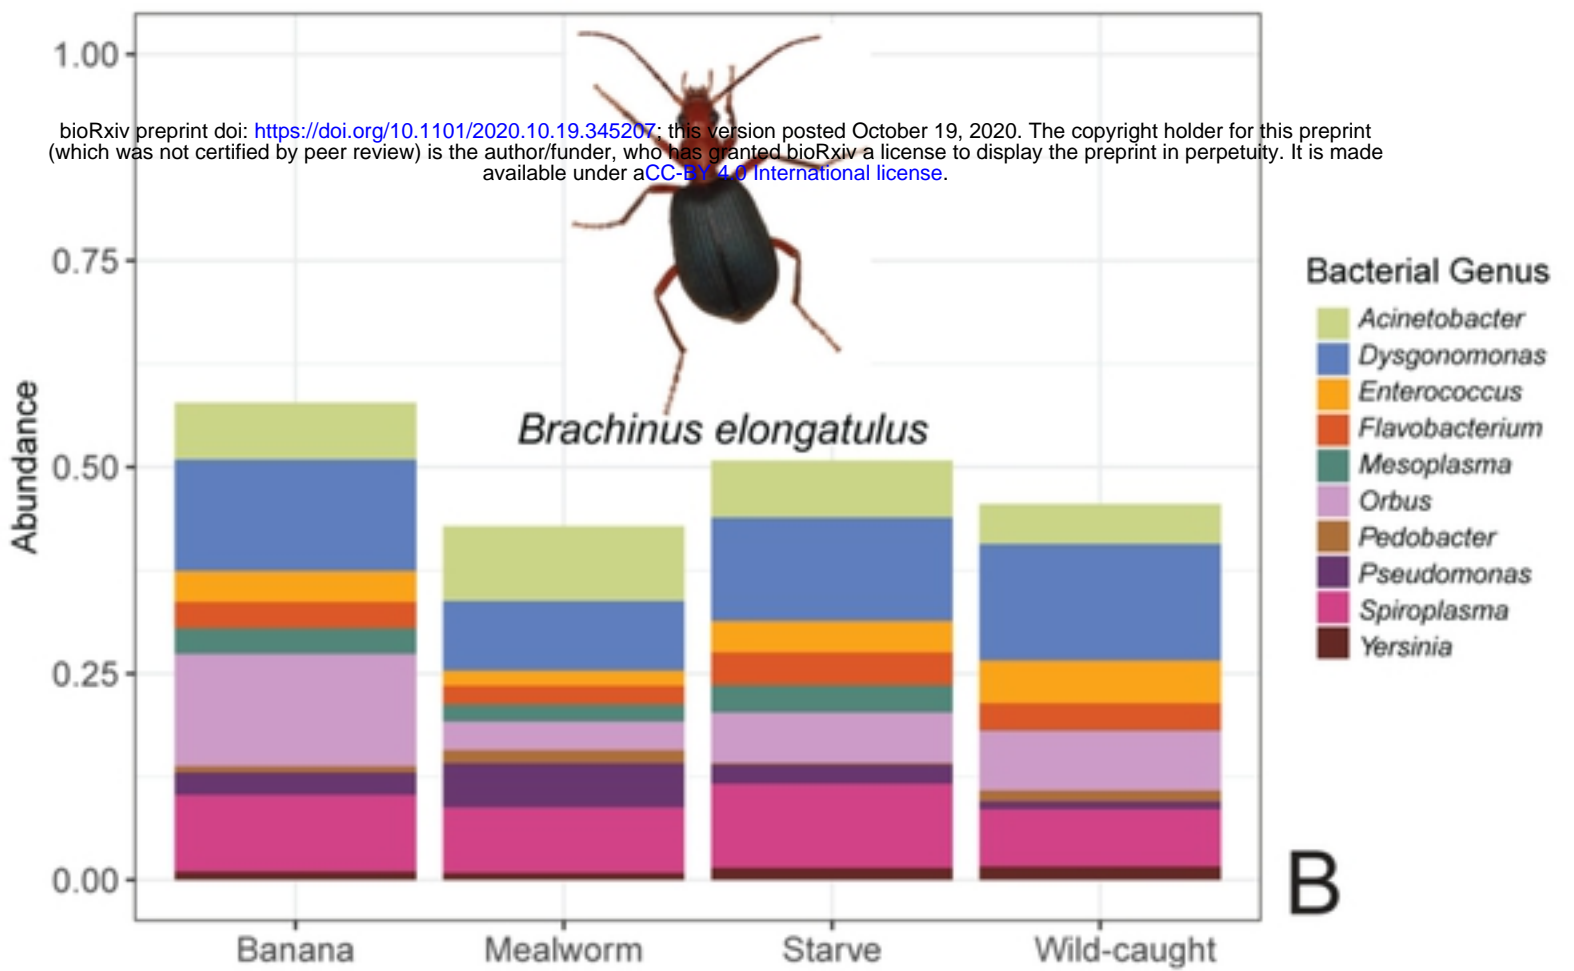 1.00
bioRxiv preprint doi: https://doi.org/10.1101/2020.10.19.345207; this version posted October 19, 2020. The copyright holder for this preprint
(which was not certified by peer review) is the author/funder, who has granted bioRxiv a license to display the preprint in perpetuity. It is made
available under aCC-BY 4.0 International license.
0.75
Bacterial Genus
Acinetobacter
Dysgonomonas
Enterococcus
Flavobacterium
Mesoplasma
Orbus
Pedobacter
Pseudomonas
Spiroplasma
Yersinia
Abundance
Brachinus elongatulus
0.50
0.25
0.00
B
Banana Mealworm Starve Wild-caught